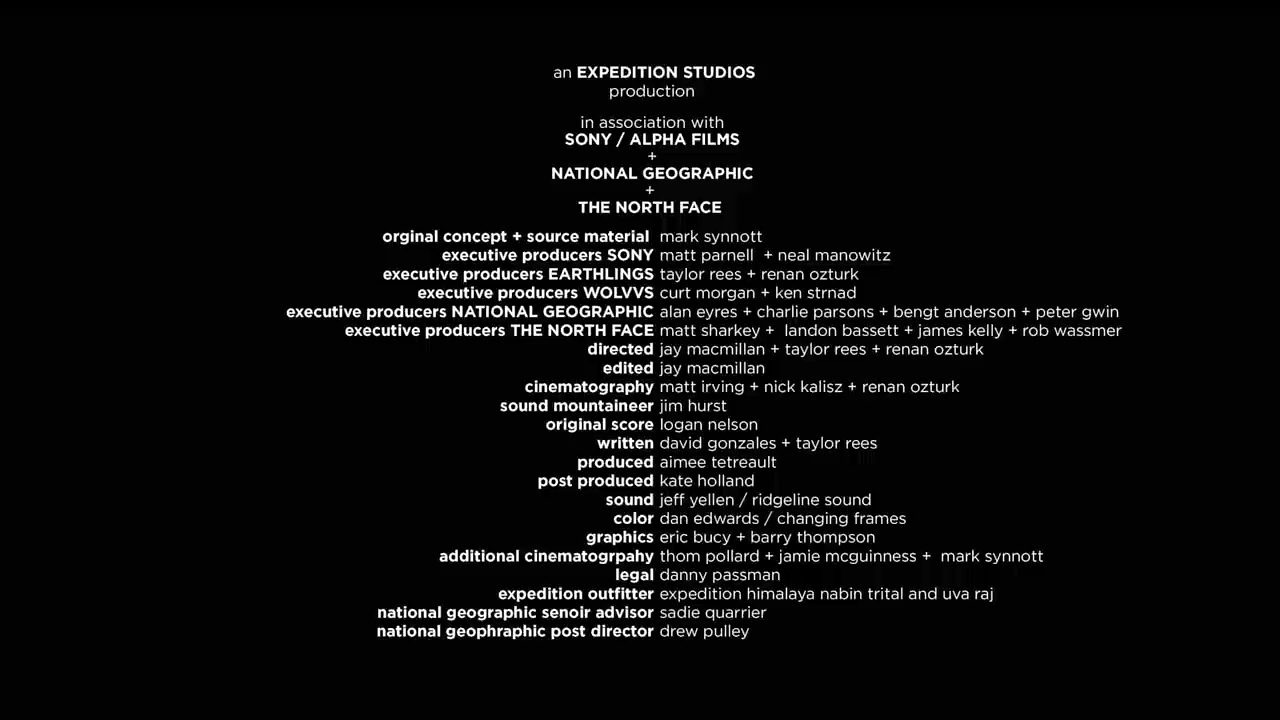 an EXPEDITION STUDIOS
production
in association with
SONY / ALPHA FILMS
+
NATIONAL GEOGRAPHIC
+
THE NORTH FACE
orginal concept + source material mark synnott
executive producers SONY matt parnell + neal manowitz
executive producers EARTHLINGS taylor rees + renan ozturk
executive producers WOLVVS curt morgan + ken strnad
executive producers NATIONAL GEOGRAPHIC alan eyres + charlie parsons + bengt anderson + peter gwin
executive producers THE NORTH FACE matt sharkey + landon bassett + james kelly + rob wassmer
directed jay macmillan + taylor rees + renan ozturk
edited jay macmillan
cinematography matt irving + nick kalisz + renan ozturk
sound mountaineer jim hurst
original score logan nelson
written david gonzales + taylor rees
produced aimee tetreault
post produced kate holland
sound jeff yellen / ridgeline sound
color dan edwards / changing frames
graphics eric bucy + barry thompson
additional cinematogrpahy thom pollard + jamie mcguinness + mark synnott
legal danny passman
expedition outfitter expedition himalaya nabin trital and uva raj
national geographic senoir advisor sadie quarrier
national geophraphic post director drew pulley